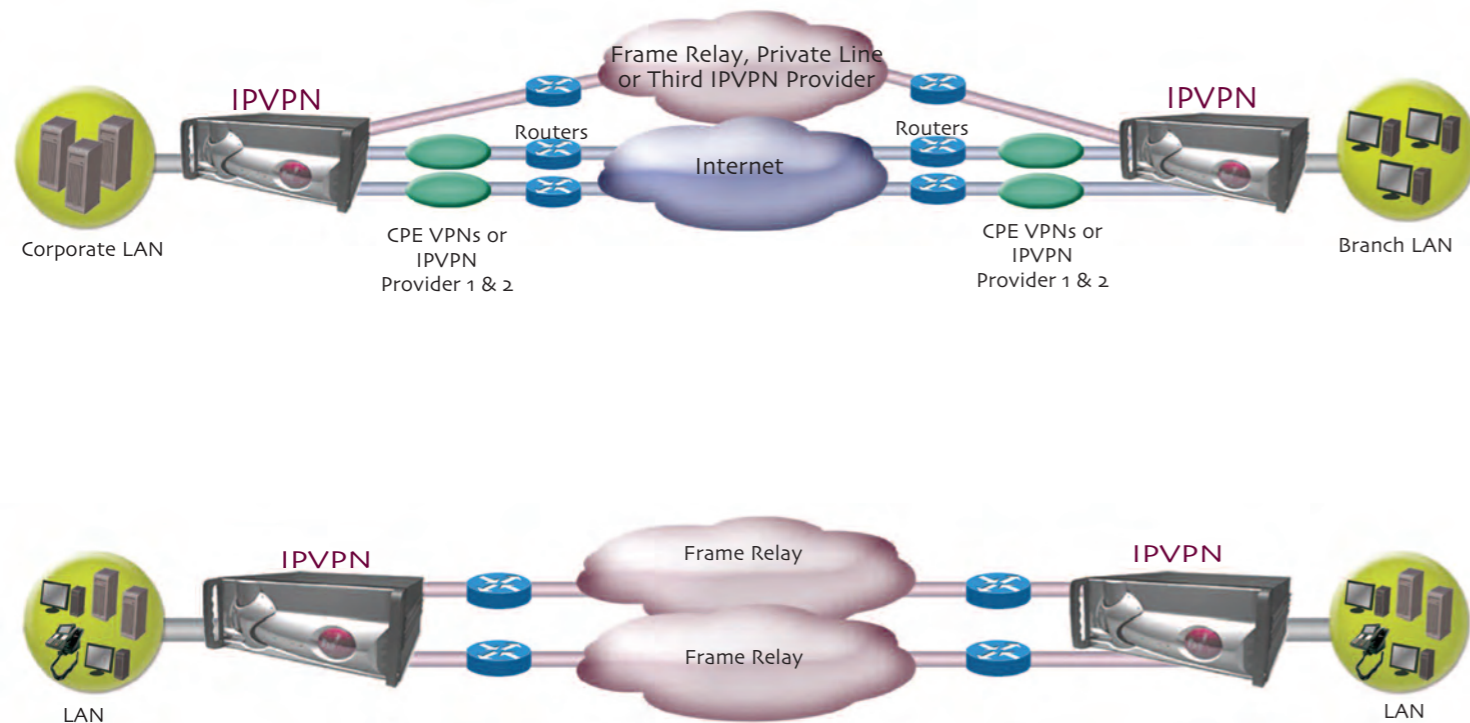 Frame Relay, Private Line
or Third IPVPN Provider
IPVPN
IPVPN
Routers
Routers
Internet
CPE VPNs or
IPVPN
Provider 1 & 2
CPE VPNs or
IPVPN
Provider 1 & 2
Corporate LAN
Branch LAN
IPVPN
Frame Relay
IPVPN
Frame Relay
LAN
LAN